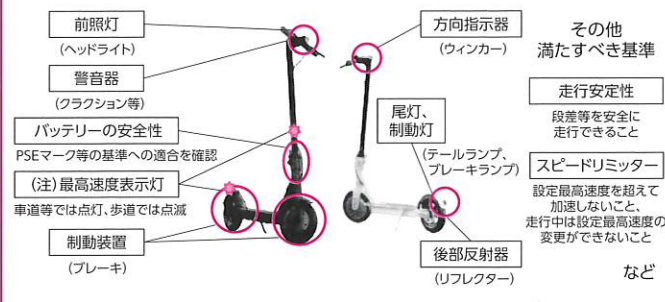 前照灯
(ヘッドライト)
警音器
(クラクション等)
バッテリーの安全性
PSEマーク等の基準への適合を確認
(注)最高速度表示灯
車道等では点灯、歩道では点滅
制動装置
(ブレーキ)
方向指示器
(ウィンカー)
尾灯、
制動灯
(テールランプ、
ブレーキランプ)
後部反射器
(リフレクター)
その他
満たすべき基準
走行安定性
段差等を安全に
走行できること
スピードリミッター
設定最高速度を超えて
加速しないこと、
走行中は設定最高速度の
変更ができないこと
など